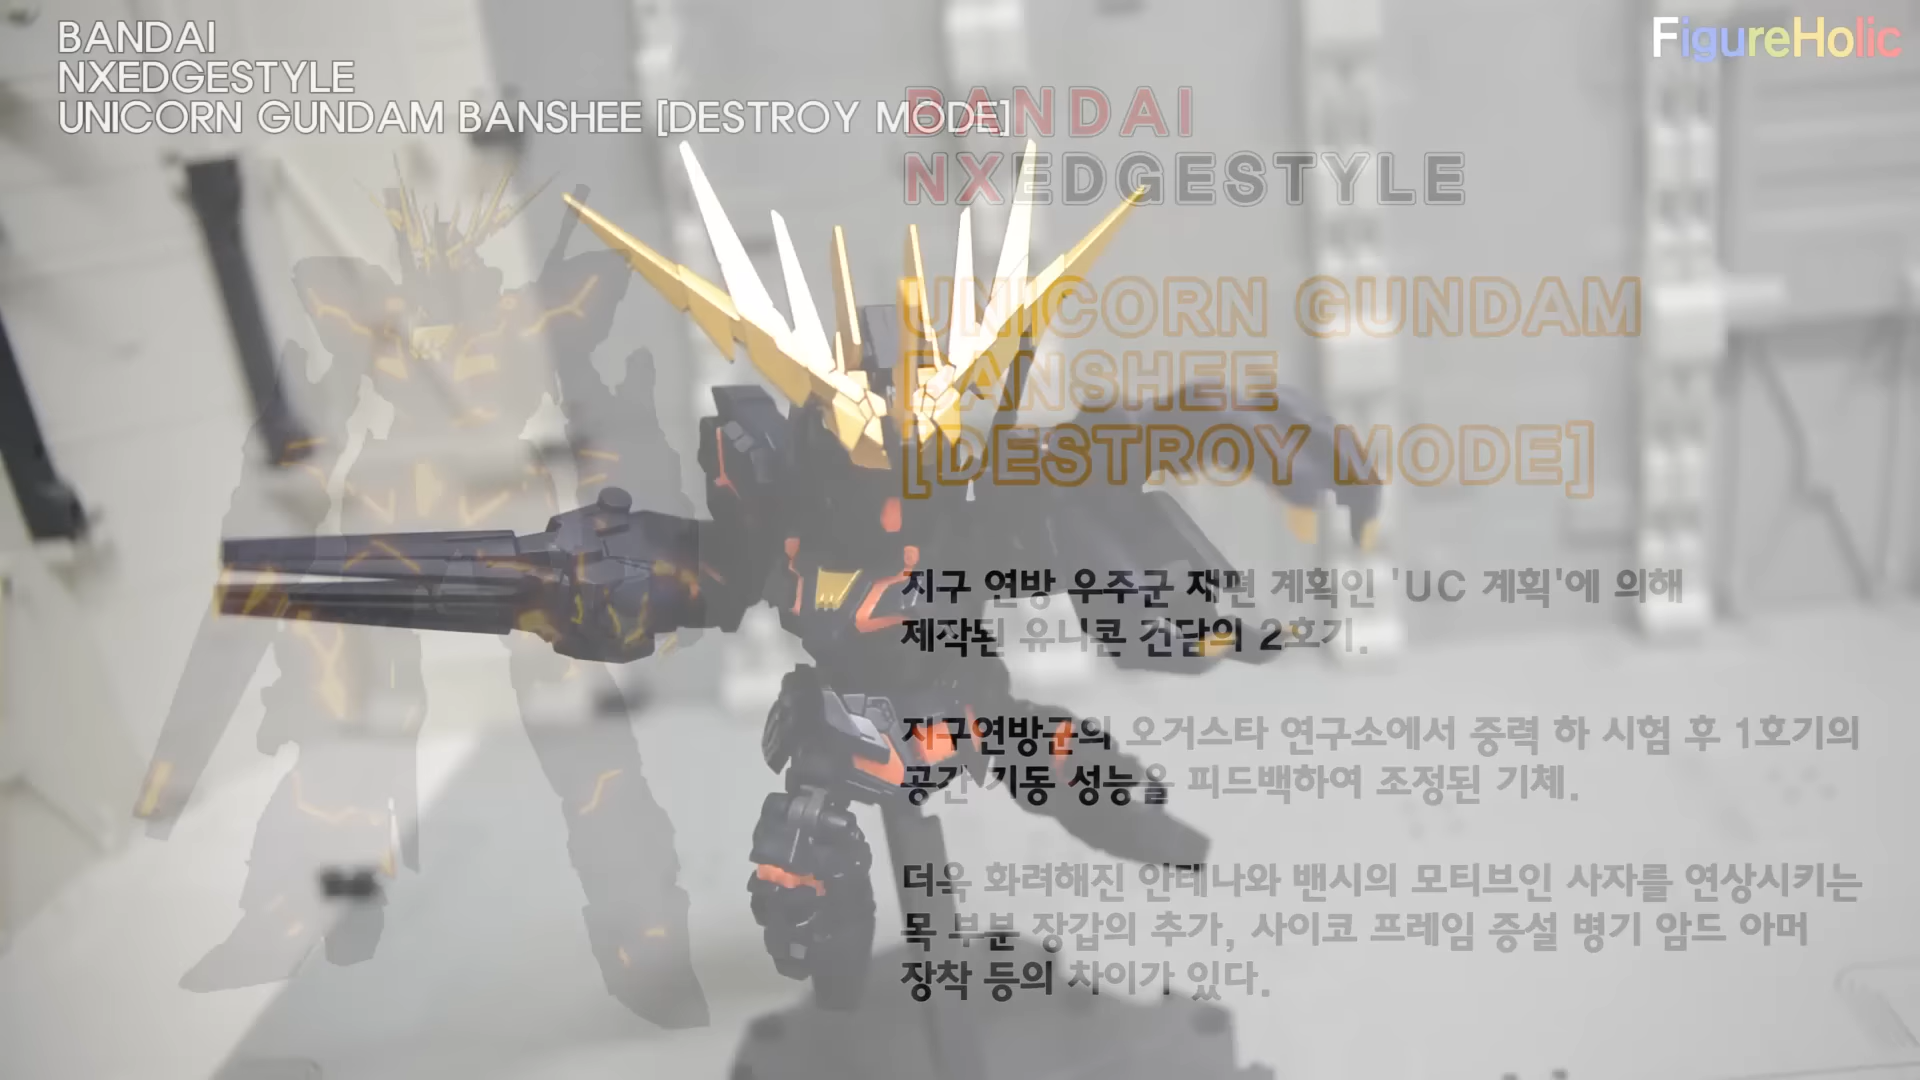 BANDAI
NXEDGESTYLE
UNICORN GUNDAM BANSHEE [DESTROY MODE]
FigureHolic
BANDAI
NXEDGESTYLE
UNICORN GUNDAM
BANSHEE
[DESTROY MODE]
지구 연방 우주군 재편 계획인 'UC 계획'에 의해
제작된 유니콘 건담의 2호기.
지구연방군의 오거스타 연구소에서 중력 하 시험 후 1호기의
공간 기동 성능을 피드백하여 조정된 기체.
더욱 화려해진 안테나와 밴시의 모티브인 사자를 연상시키는
목 부분 장갑의 추가, 사이코 프레임 증설 병기 암드 아머
장착 등의 차이가 있다.